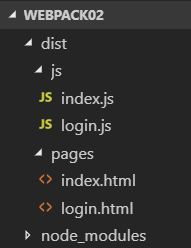 WEBPACK02
dist
js
JS index.js
JS login.js
pages
<> index.html
<> login.html
node_modules